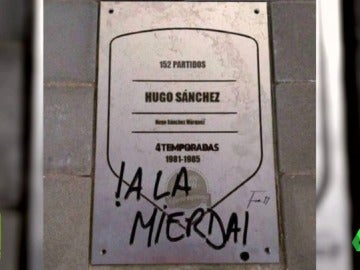 152 PARTIDOS
HUGO SÁNCHEZ
Hugo Sánchez Márquez
4 TEMPORADAS
1981-1985
!A LA
MIERDA!